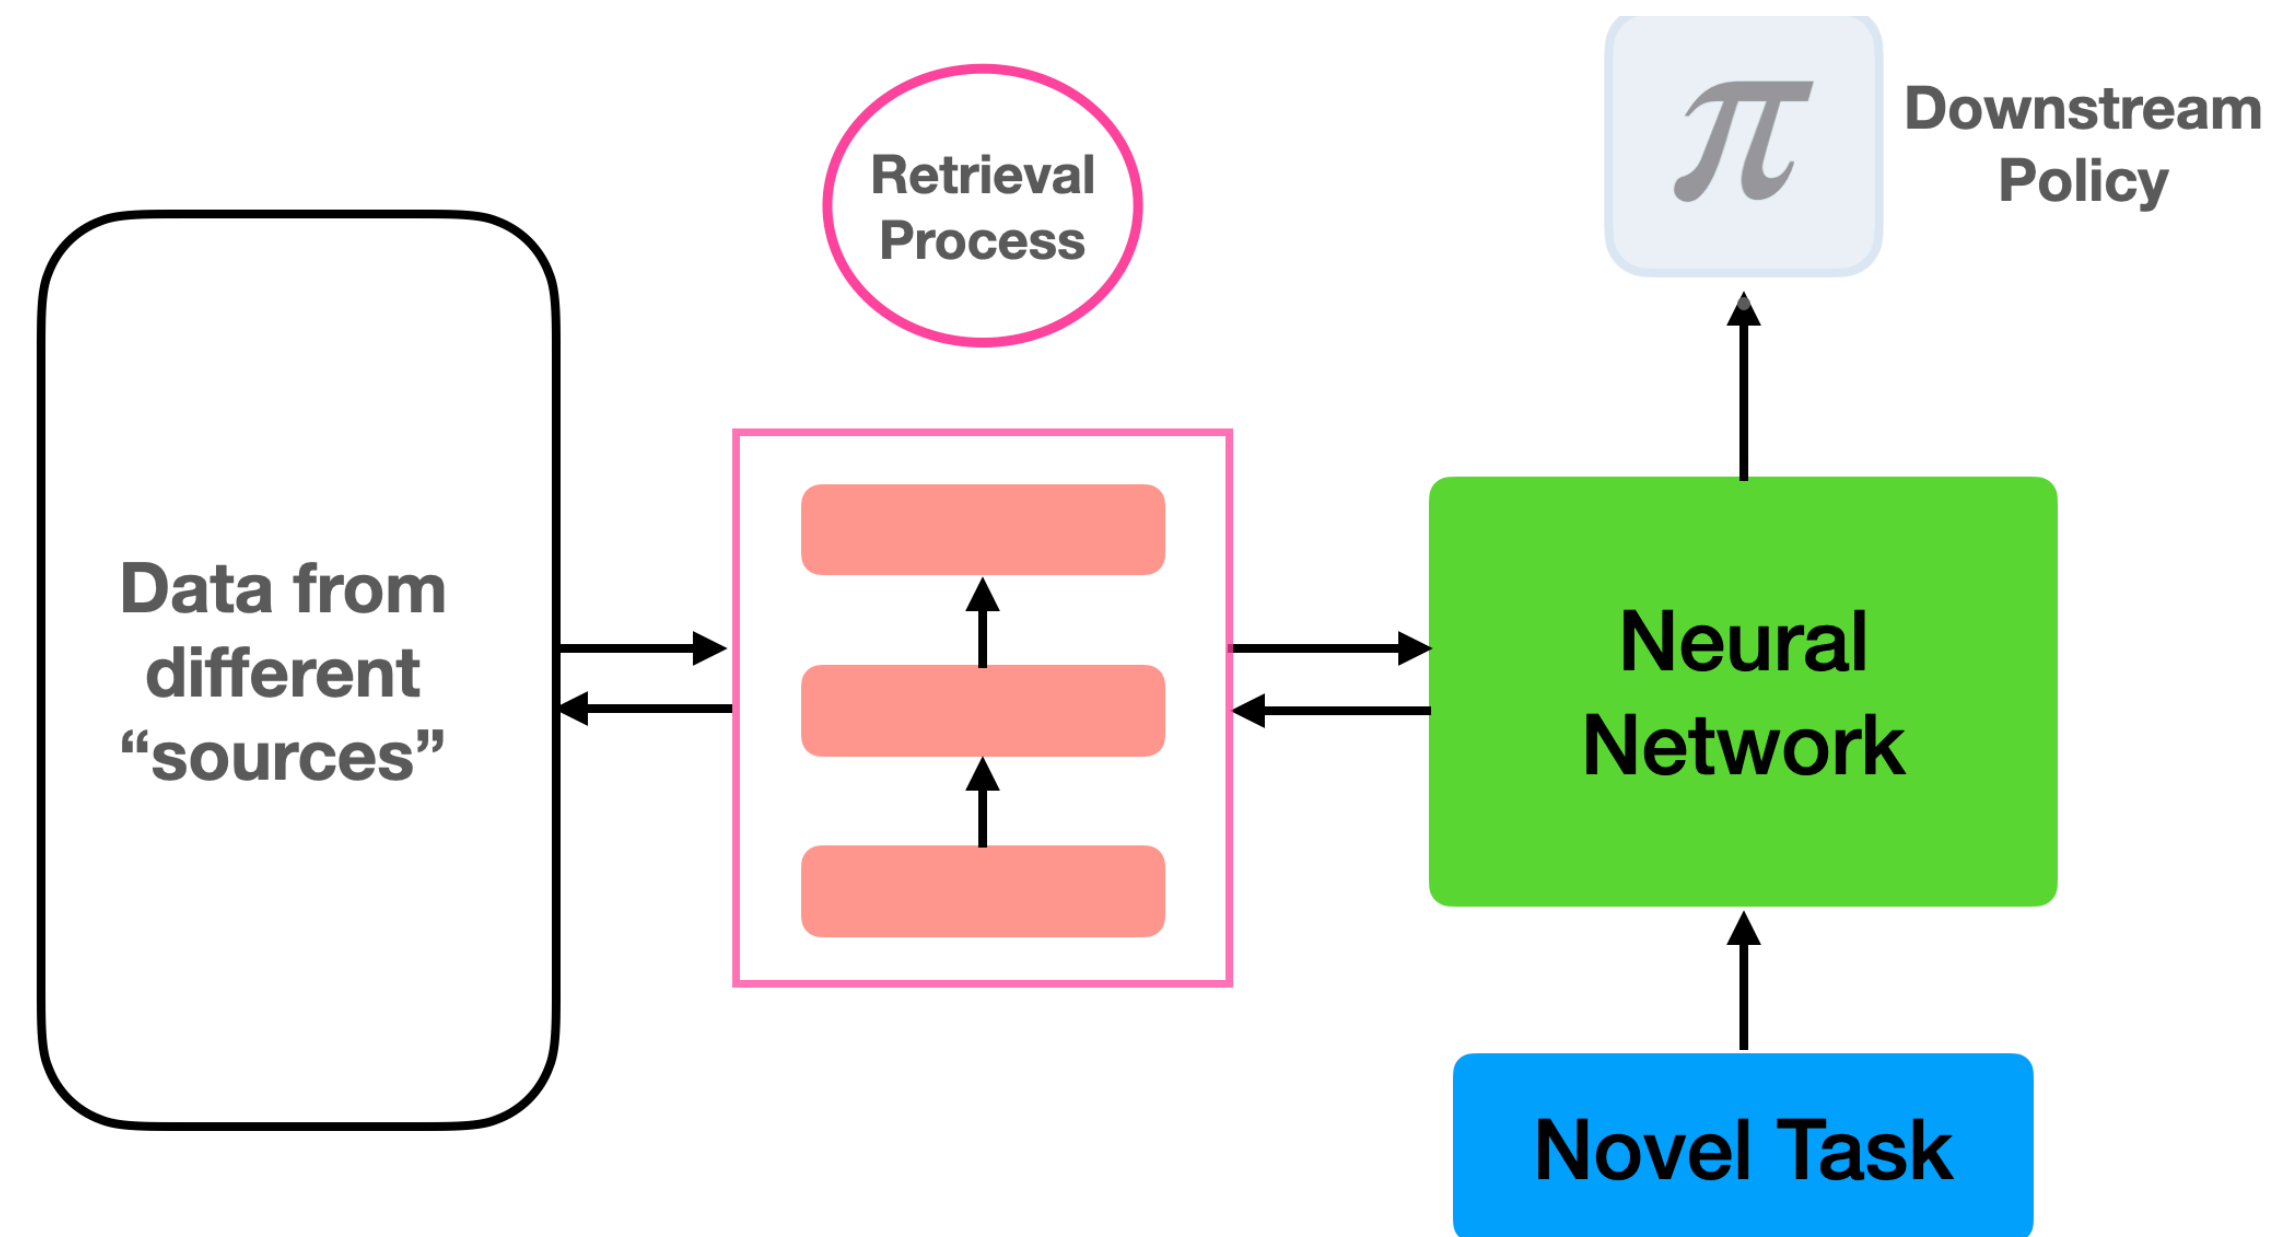 Retrieval
Process
π
Downstream
Policy
Data from
different
“sources”
Neural
Network
Novel Task